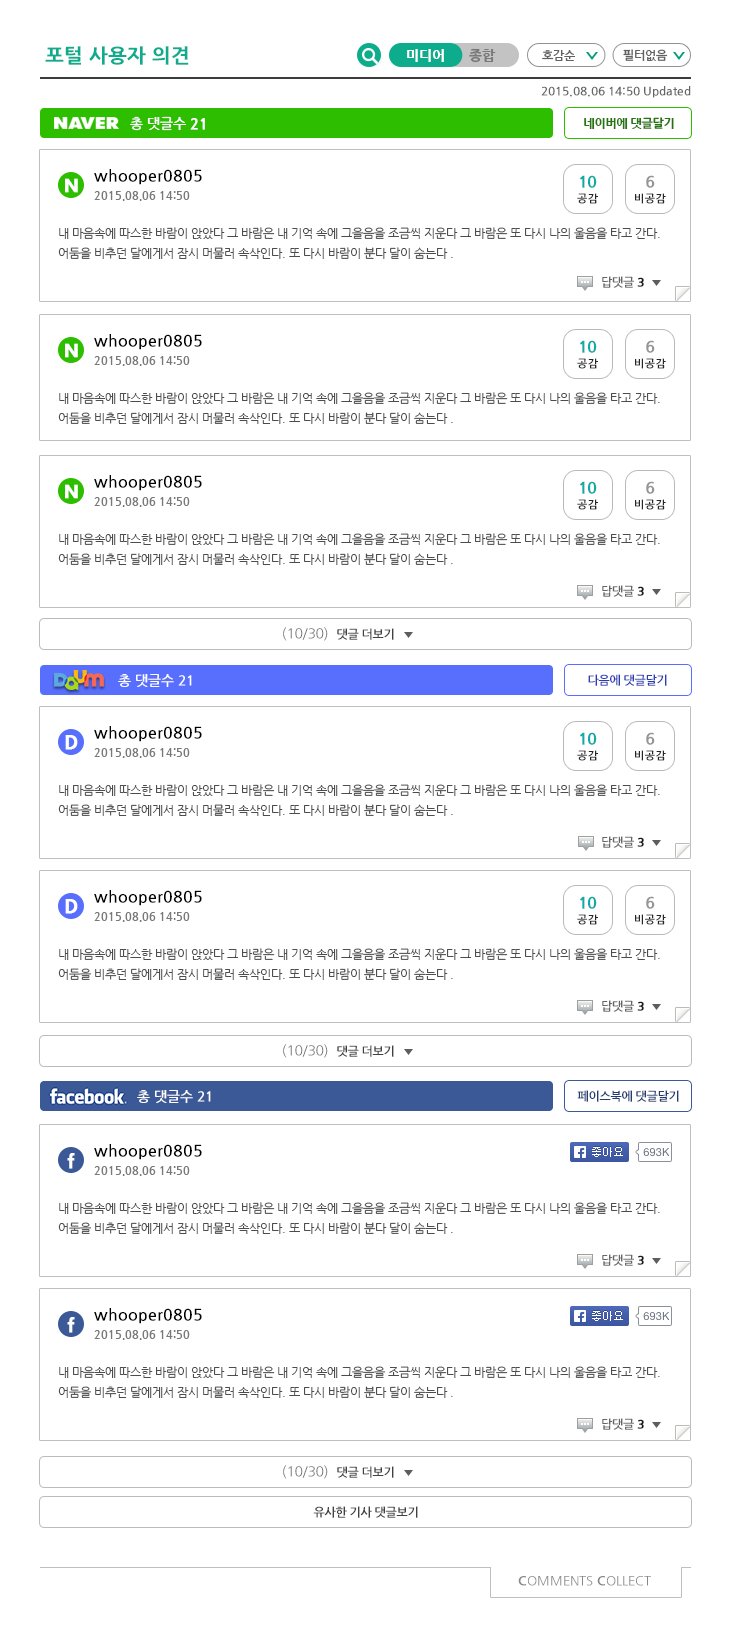 포털 사용자 의견
미디어 종합 호감순 필터없음
2015.08.06 14:50 Updated
NAVER 총 댓글수 21 네이버에 댓글달기
N whooper0805 10 6
2015.08.06 14:50 공감 비공감
내 마음속에 따스한 바람이 앉았다 그 바람은 내 기억 속에 그을음을 조금씩 지운다 그 바람은 또 다시 나의 울음을 타고 간다.
어둠을 비추던 달에게서 잠시 머물러 속삭인다. 또 다시 바람이 분다 달이 숨는다 .
답댓글 3
N whooper0805 10 6
2015.08.06 14:50 공감 비공감
내 마음속에 따스한 바람이 앉았다 그 바람은 내 기억 속에 그을음을 조금씩 지운다 그 바람은 또 다시 나의 울음을 타고 간다.
어둠을 비추던 달에게서 잠시 머물러 속삭인다. 또 다시 바람이 분다 달이 숨는다 .
N whooper0805 10 6
2015.08.06 14:50 공감 비공감
내 마음속에 따스한 바람이 앉았다 그 바람은 내 기억 속에 그을음을 조금씩 지운다 그 바람은 또 다시 나의 울음을 타고 간다.
어둠을 비추던 달에게서 잠시 머물러 속삭인다. 또 다시 바람이 분다 달이 숨는다 .
답댓글 3
(10/30) 댓글 더보기
Daum 총 댓글수 21 다음에 댓글달기
D whooper0805 10 6
2015.08.06 14:50 공감 비공감
내 마음속에 따스한 바람이 앉았다 그 바람은 내 기억 속에 그을음을 조금씩 지운다 그 바람은 또 다시 나의 울음을 타고 간다.
어둠을 비추던 달에게서 잠시 머물러 속삭인다. 또 다시 바람이 분다 달이 숨는다 .
답댓글 3
D whooper0805 10 6
2015.08.06 14:50 공감 비공감
내 마음속에 따스한 바람이 앉았다 그 바람은 내 기억 속에 그을음을 조금씩 지운다 그 바람은 또 다시 나의 울음을 타고 간다.
어둠을 비추던 달에게서 잠시 머물러 속삭인다. 또 다시 바람이 분다 달이 숨는다 .
답댓글 3
(10/30) 댓글 더보기
facebook. 총 댓글수 21 페이스북에 댓글달기
f whooper0805 f 좋아요 693K
2015.08.06 14:50
내 마음속에 따스한 바람이 앉았다 그 바람은 내 기억 속에 그을음을 조금씩 지운다 그 바람은 또 다시 나의 울음을 타고 간다.
어둠을 비추던 달에게서 잠시 머물러 속삭인다. 또 다시 바람이 분다 달이 숨는다 .
답댓글 3
f whooper0805 f 좋아요 693K
2015.08.06 14:50
내 마음속에 따스한 바람이 앉았다 그 바람은 내 기억 속에 그을음을 조금씩 지운다 그 바람은 또 다시 나의 울음을 타고 간다.
어둠을 비추던 달에게서 잠시 머물러 속삭인다. 또 다시 바람이 분다 달이 숨는다 .
답댓글 3
(10/30) 댓글 더보기
유사한 기사 댓글보기
COMMENTS COLLECT